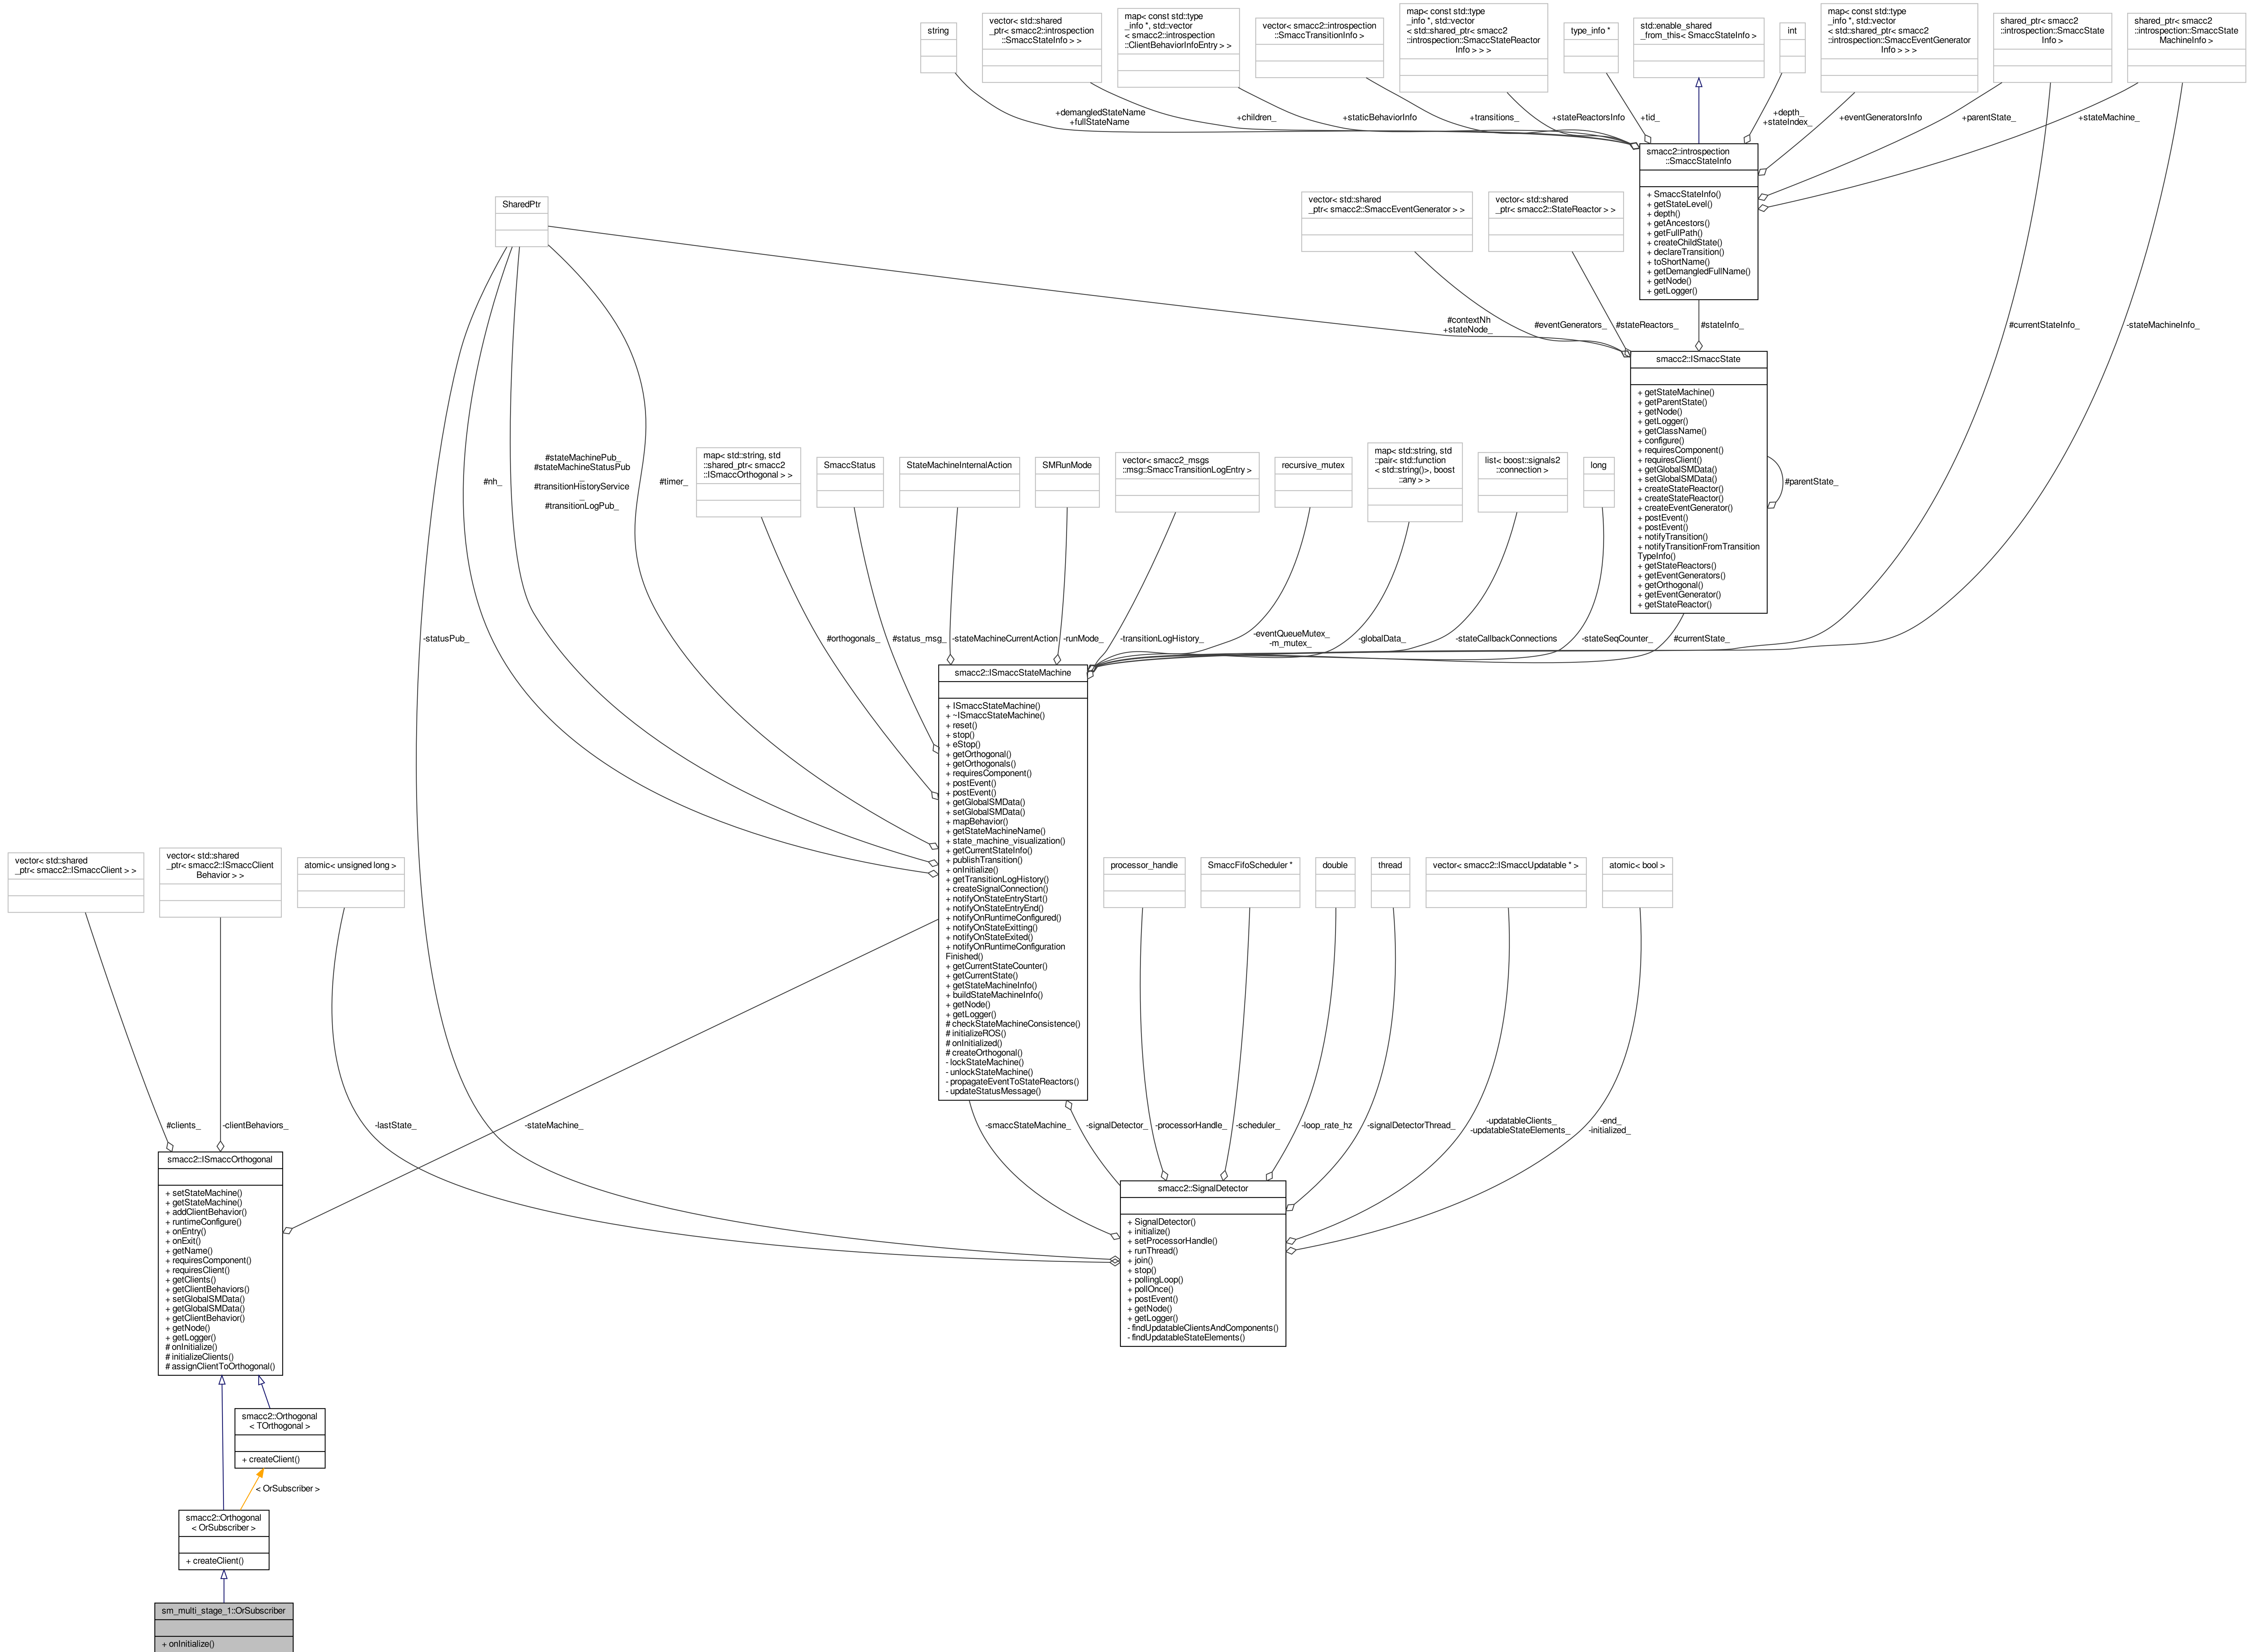 string
vector< std::shared
_ptr< smacc2::introspection
::SmaccStateInfo > >
map< const std::type
_info *, std::vector
< smacc2::introspection
::ClientBehaviorInfoEntry > >
vector< smacc2::introspection
::SmaccTransitionInfo >
map< const std::type
_info *, std::vector
< std::shared_ptr< smacc2
::introspection::SmaccStateReactor
Info > > >
type_info *
std::enable_shared
_from_this< SmaccStateInfo >
int
map< const std::type
_info *, std::vector
< std::shared_ptr< smacc2
::introspection::SmaccEventGenerator
Info > > >
shared_ptr< smacc2
::introspection::SmaccState
Info >
shared_ptr< smacc2
::introspection::SmaccState
MachineInfo >
+demangledStateName
+fullStateName
+children_
+staticBehaviorInfo
+transitions_
+stateReactorsInfo
+tid_
+depth_
+stateIndex_
+eventGeneratorsInfo
+parentState_
+stateMachine_
smacc2::introspection
::SmaccStateInfo
+ SmaccStateInfo()
+ getStateLevel()
+ depth()
+ getAncestors()
+ getFullPath()
+ createChildState()
+ declareTransition()
+ toShortName()
+ getDemangledFullName()
+ getNode()
+ getLogger()
SharedPtr
vector< std::shared
_ptr< smacc2::SmaccEventGenerator > >
vector< std::shared
_ptr< smacc2::StateReactor > >
#contextNh
+stateNode_
#eventGenerators_
#stateReactors_
#stateInfo_
#currentStateInfo_
-stateMachineInfo_
smacc2::ISmaccState
+ getStateMachine()
+ getParentState()
+ getNode()
+ getLogger()
+ getClassName()
+ configure()
+ requiresComponent()
+ requiresClient()
+ getGlobalSMData()
+ setGlobalSMData()
+ createStateReactor()
+ createStateReactor()
+ createEventGenerator()
+ postEvent()
+ postEvent()
+ notifyTransition()
+ notifyTransitionFromTransition
TypeInfo()
+ getStateReactors()
+ getEventGenerators()
+ getOrthogonal()
+ getEventGenerator()
+ getStateReactor()
#parentState_
#nh_
#stateMachinePub_
#stateMachineStatusPub
_
#transitionHistoryService
_
#transitionLogPub_
#timer_
map< std::string, std
::shared_ptr< smacc2
::ISmaccOrthogonal > >
SmaccStatus
StateMachineInternalAction
SMRunMode
vector< smacc2_msgs
::msg::SmaccTransitionLogEntry >
recursive_mutex
map< std::string, std
::pair< std::function
< std::string()>, boost
::any > >
list< boost::signals2
::connection >
long
-statusPub_
#orthogonals_
#status_msg_
-stateMachineCurrentAction
-runMode_
-transitionLogHistory_
-eventQueueMutex_
-m_mutex_
-globalData_
-stateCallbackConnections
-stateSeqCounter_
#currentState_
smacc2::ISmaccStateMachine
+ ISmaccStateMachine()
+ ~ISmaccStateMachine()
+ reset()
+ stop()
+ eStop()
+ getOrthogonal()
+ getOrthogonals()
+ requiresComponent()
+ postEvent()
+ postEvent()
+ getGlobalSMData()
+ setGlobalSMData()
+ mapBehavior()
+ getStateMachineName()
+ state_machine_visualization()
+ getCurrentStateInfo()
+ publishTransition()
+ onInitialize()
+ getTransitionLogHistory()
+ createSignalConnection()
+ notifyOnStateEntryStart()
+ notifyOnStateEntryEnd()
+ notifyOnRuntimeConfigured()
+ notifyOnStateExitting()
+ notifyOnStateExited()
+ notifyOnRuntimeConfiguration
Finished()
+ getCurrentStateCounter()
+ getCurrentState()
+ getStateMachineInfo()
+ buildStateMachineInfo()
+ getNode()
+ getLogger()
# checkStateMachineConsistence()
# initializeROS()
# onInitialized()
# createOrthogonal()
- lockStateMachine()
- unlockStateMachine()
- propagateEventToStateReactors()
- updateStatusMessage()
vector< std::shared
_ptr< smacc2::ISmaccClient > >
vector< std::shared
_ptr< smacc2::ISmaccClient
Behavior > >
atomic< unsigned long >
processor_handle
SmaccFifoScheduler *
double
thread
vector< smacc2::ISmaccUpdatable * >
atomic< bool >
#clients_
-clientBehaviors_
-lastState_
-stateMachine_
-smaccStateMachine_
-signalDetector_
-processorHandle_
-scheduler_
-loop_rate_hz
-signalDetectorThread_
-updatableClients_
-updatableStateElements_
-end_
-initialized_
smacc2::ISmaccOrthogonal
+ setStateMachine()
+ getStateMachine()
+ addClientBehavior()
+ runtimeConfigure()
+ onEntry()
+ onExit()
+ getName()
+ requiresComponent()
+ requiresClient()
+ getClients()
+ getClientBehaviors()
+ setGlobalSMData()
+ getGlobalSMData()
+ getClientBehavior()
+ getNode()
+ getLogger()
# onInitialize()
# initializeClients()
# assignClientToOrthogonal()
smacc2::SignalDetector
+ SignalDetector()
+ initialize()
+ setProcessorHandle()
+ runThread()
+ join()
+ stop()
+ pollingLoop()
+ pollOnce()
+ postEvent()
+ getNode()
+ getLogger()
- findUpdatableClientsAndComponents()
- findUpdatableStateElements()
smacc2::Orthogonal
< TOrthogonal >
+ createClient()
< OrSubscriber >
smacc2::Orthogonal
< OrSubscriber >
+ createClient()
sm_multi_stage_1::OrSubscriber
+ onInitialize()